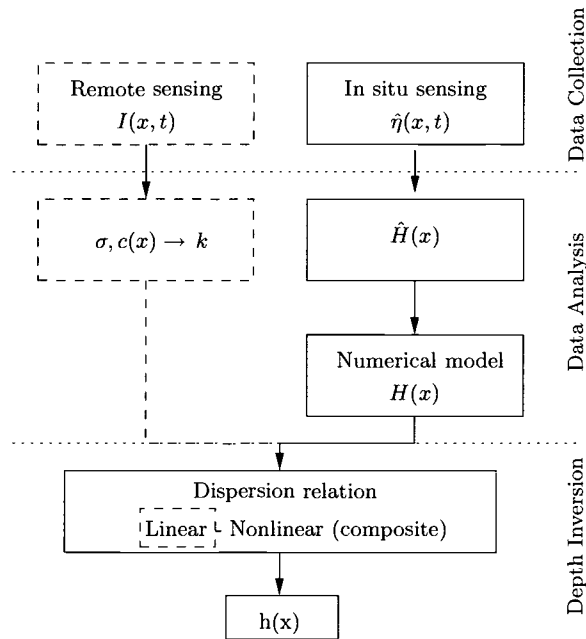 Remote sensing
I(x, t)
In situ sensing
η̂(x, t)
Data Collection
σ, c(x) → k
Ĥ(x)
Numerical model
H(x)
Data Analysis
Dispersion relation
Linear - Nonlinear (composite)
h(x)
Depth Inversion